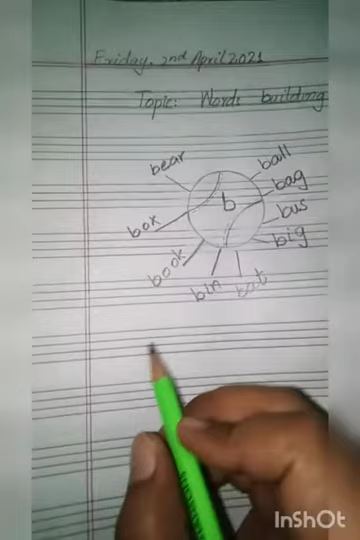 Friday, 2nd April 2021
Topic: Words building
bear
ball
b
bag
box
bus
big
book
bin
bat
InShOt